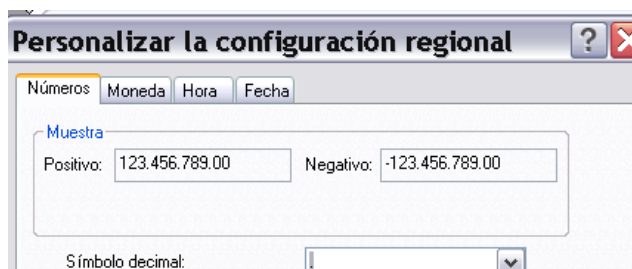 Personalizar la configuración regional
Números Moneda Hora Fecha
Muestra
Positivo: 123.456.789.00 Negativo: -123.456.789.00
Símbolo decimal: